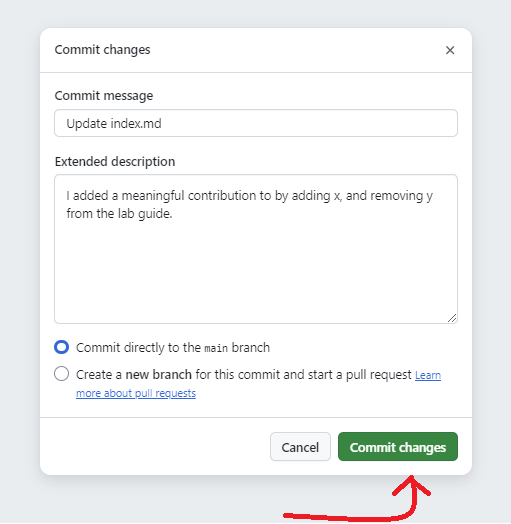 Commit changes
Commit message
Update index.md
Extended description
I added a meaningful contribution to by adding x, and removing y
from the lab guide.
Commit directly to the main branch
Create a new branch for this commit and start a pull request Learn
more about pull requests
Cancel
Commit changes